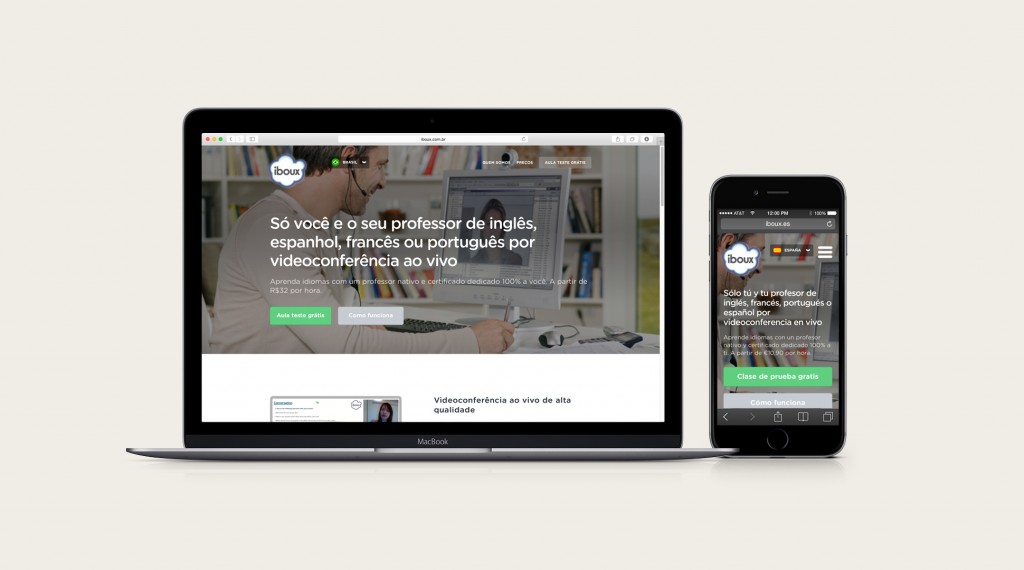 iboux.com.br
iboux
BRASIL
QUEM SOMOS
PREÇOS
AULA TESTE GRÁTIS
Só você e o seu professor de inglês,
espanhol, francês ou português por
videoconferência ao vivo
Aprenda idiomas com um professor nativo e certificado dedicado 100% a você. A partir de
R$32 por hora.
Aula teste grátis
Como funciona
Videoconferência ao vivo de alta
qualidade
iboux
MacBook
AT&T
12:00 PM
100%
iboux.es
iboux
ESPAÑA
Sólo tú y tu profesor de
inglés, francés, portugués o
español por
videoconferencia en vivo
Aprende idiomas con un profesor
nativo y certificado dedicado 100% a
ti. A partir de €10,90 por hora.
Clase de prueba gratis
Cómo funciona